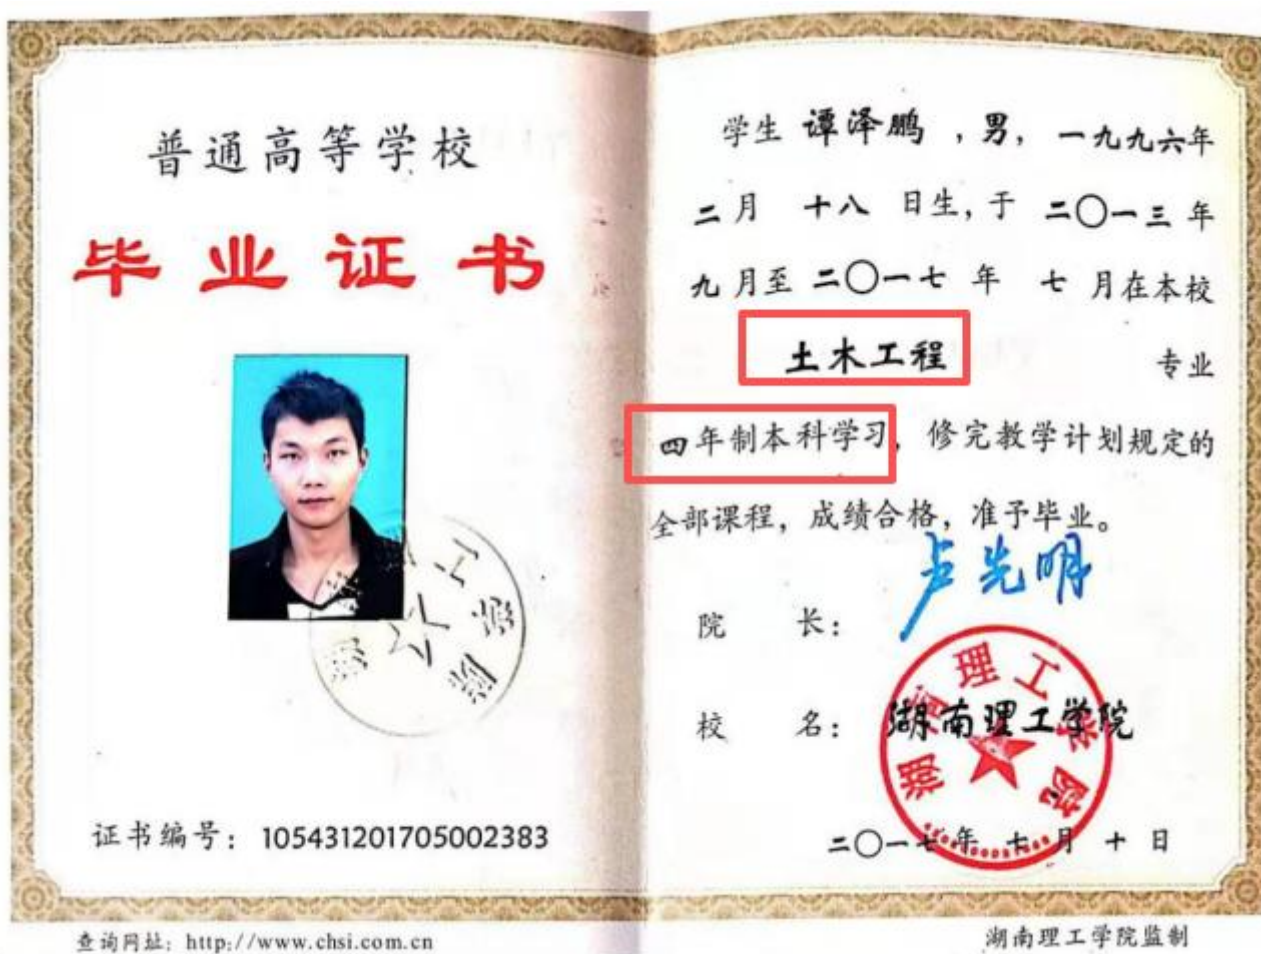 普通高等学校
毕业证书
证书编号：105431201705002383
查询网址：http://www.chsi.com.cn
学生 谭泽鹏，男，一九九六年
二月 十八 日生，于 二〇一三 年
九月至 二〇一七 年 七 月在本校
土木工程 专业
四年制本科学习，修完教学计划规定的
全部课程，成绩合格，准予毕业。
院 长：卢先明
校 名：湖南理工学院
湖南理工学院
二〇一七年 七月 十日
湖南理工学院监制